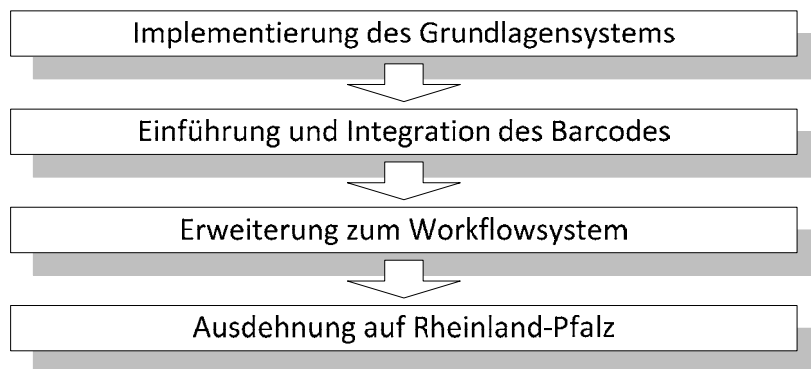 Implementierung des Grundlagensystems
Einführung und Integration des Barcodes
Erweiterung zum Workflowsystem
Ausdehnung auf Rheinland-Pfalz